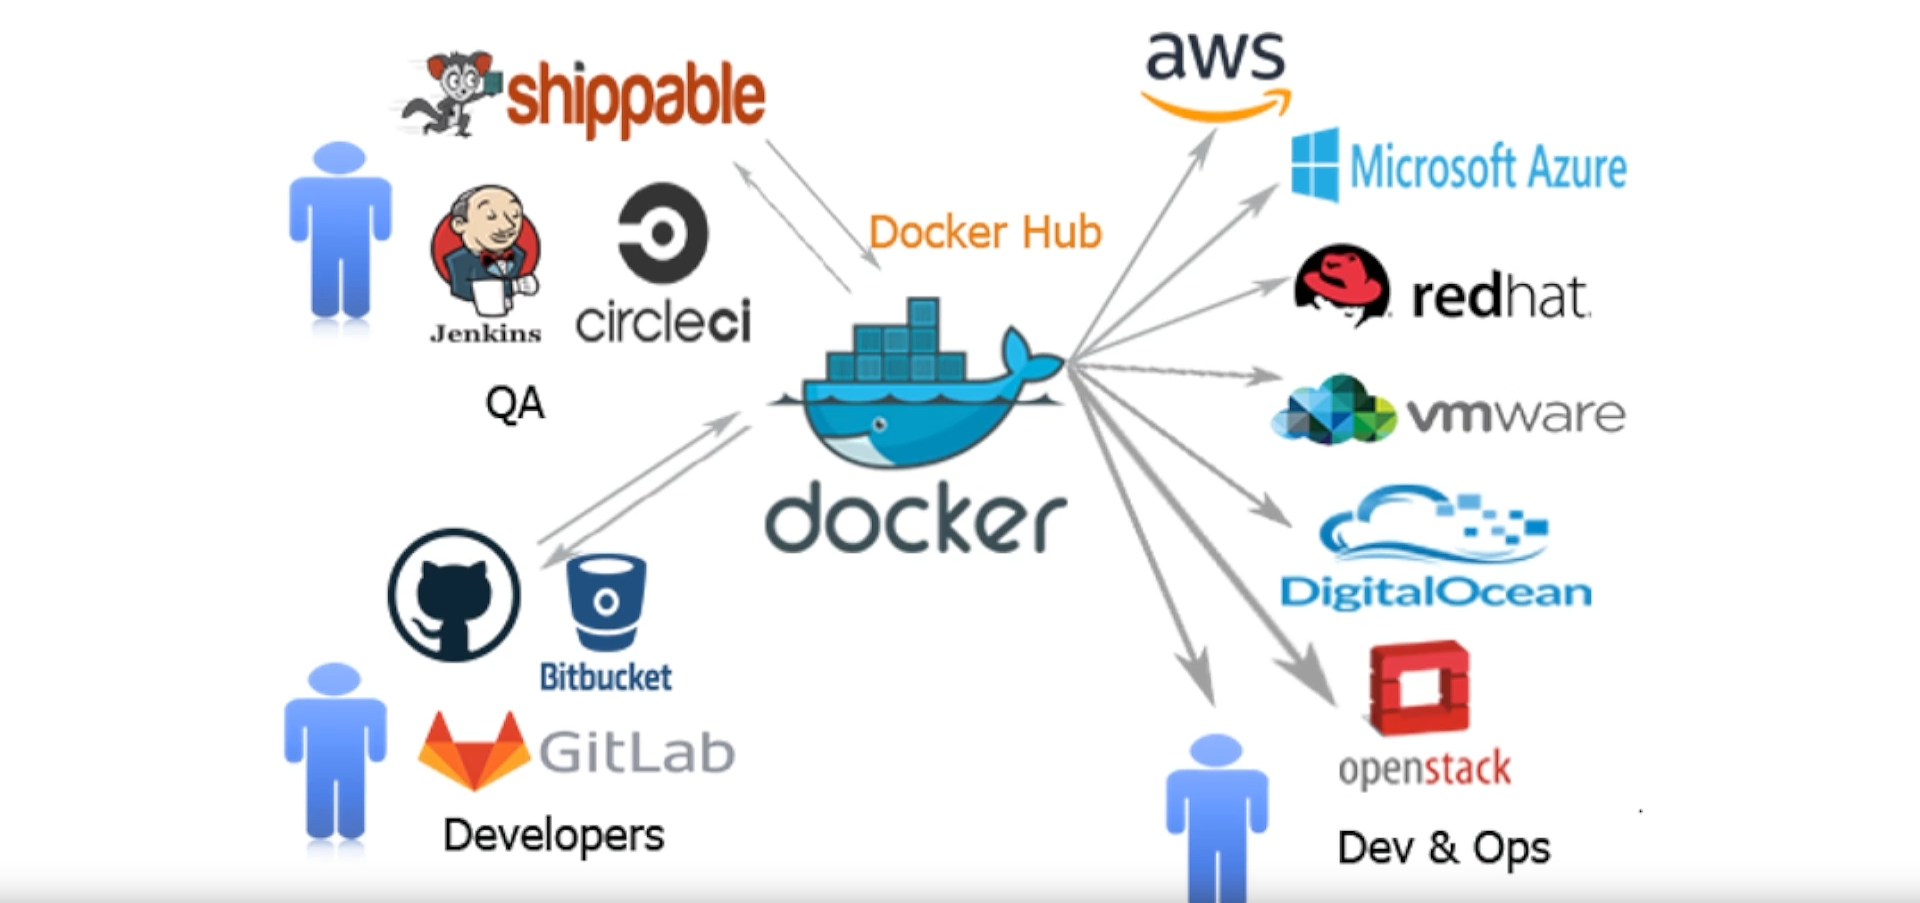 shippable
Jenkins
circleci
QA
Docker Hub
docker
Bitbucket
GitLab
Developers
aws
Microsoft Azure
redhat.
vmware
DigitalOcean
openstack
Dev & Ops